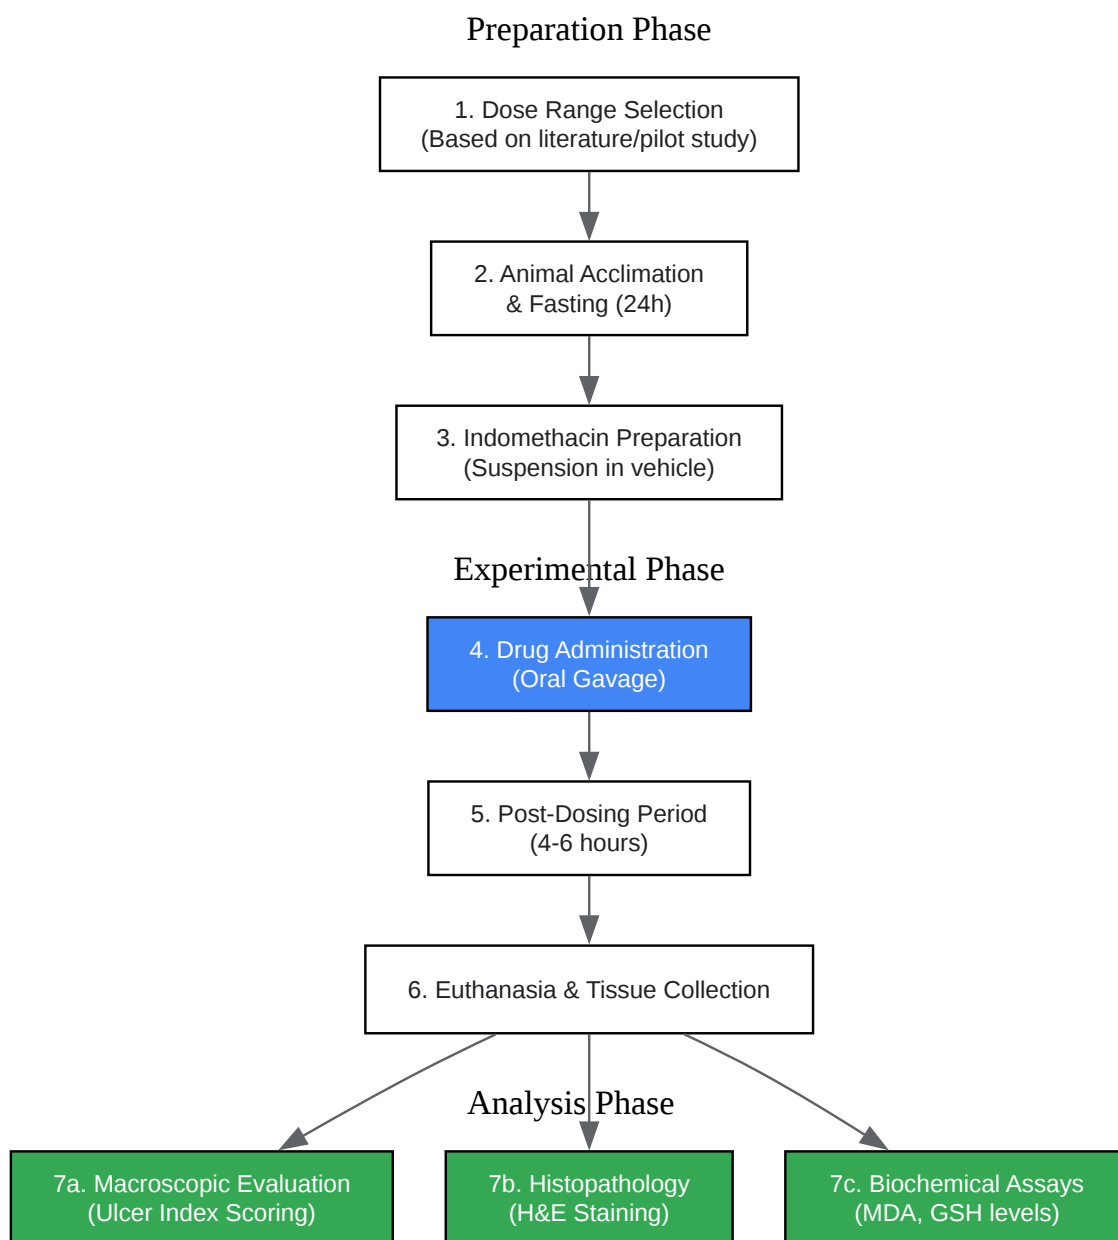 Preparation Phase
1. Dose Range Selection
(Based on literature/pilot study)
2. Animal Acclimation
& Fasting (24h)
3. Indomethacin Preparation
(Suspension in vehicle)
Experimental Phase
4. Drug Administration
(Oral Gavage)
5. Post-Dosing Period
(4-6 hours)
6. Euthanasia & Tissue Collection
Analysis Phase
7a. Macroscopic Evaluation
(Ulcer Index Scoring)
7b. Histopathology
(H&E Staining)
7c. Biochemical Assays
(MDA, GSH levels)